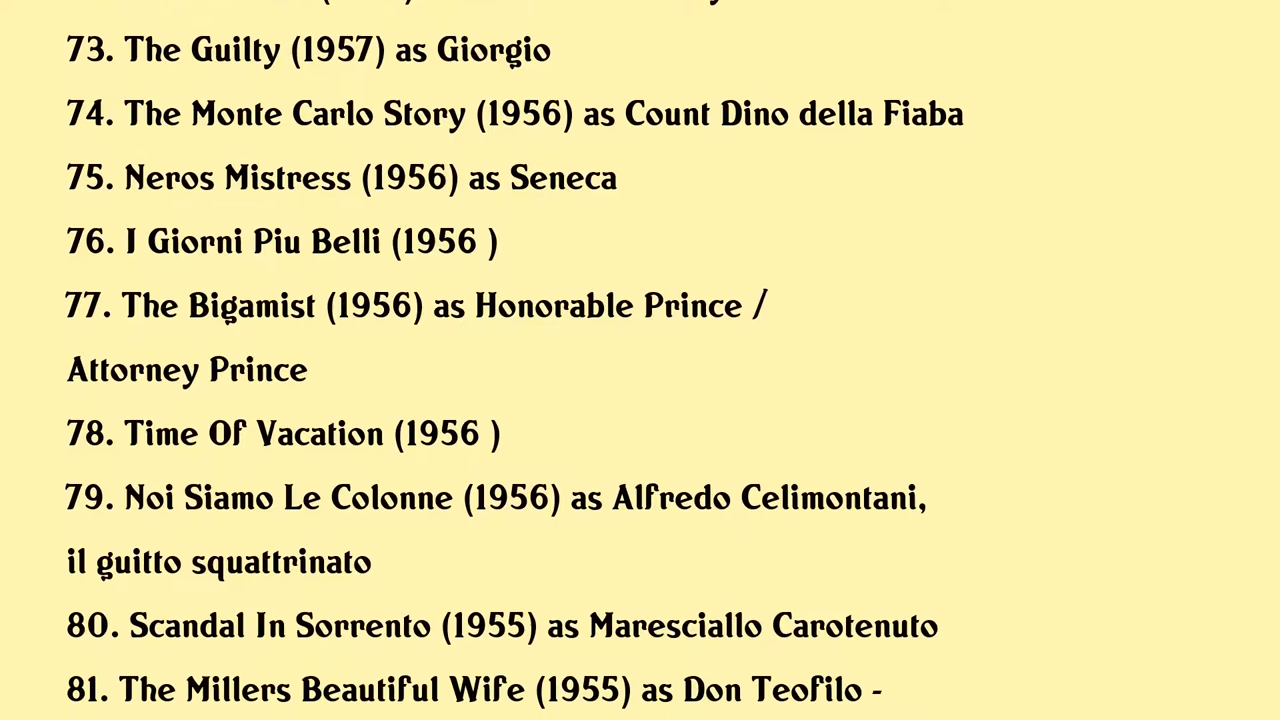 73. The Guilty (1957) as Giorgio
74. The Monte Carlo Story (1956) as Count Dino della Fiaba
75. Neros Mistress (1956) as Seneca
76. I Giorni Piu Belli (1956 )
77. The Bigamist (1956) as Honorable Prince /
Attorney Prince
78. Time Of Vacation (1956 )
79. Noi Siamo Le Colonne (1956) as Alfredo Celimontani,
il guitto squattrinato
80. Scandal In Sorrento (1955) as Maresciallo Carotenuto
81. The Millers Beautiful Wife (1955) as Don Teofilo -